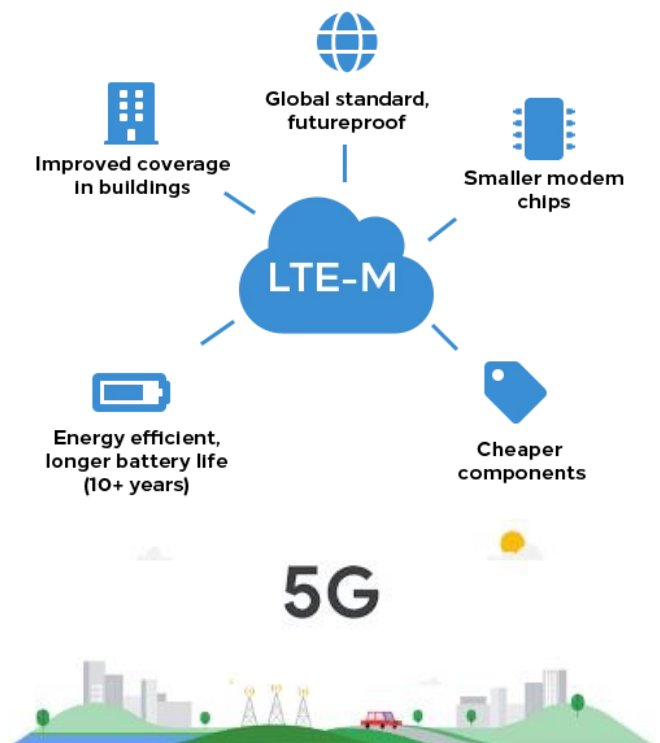 Global standard,
futureproof
Improved coverage
in buildings
Smaller modem
chips
LTE-M
Energy efficient,
longer battery life
(10+ years)
Cheaper
components
5G